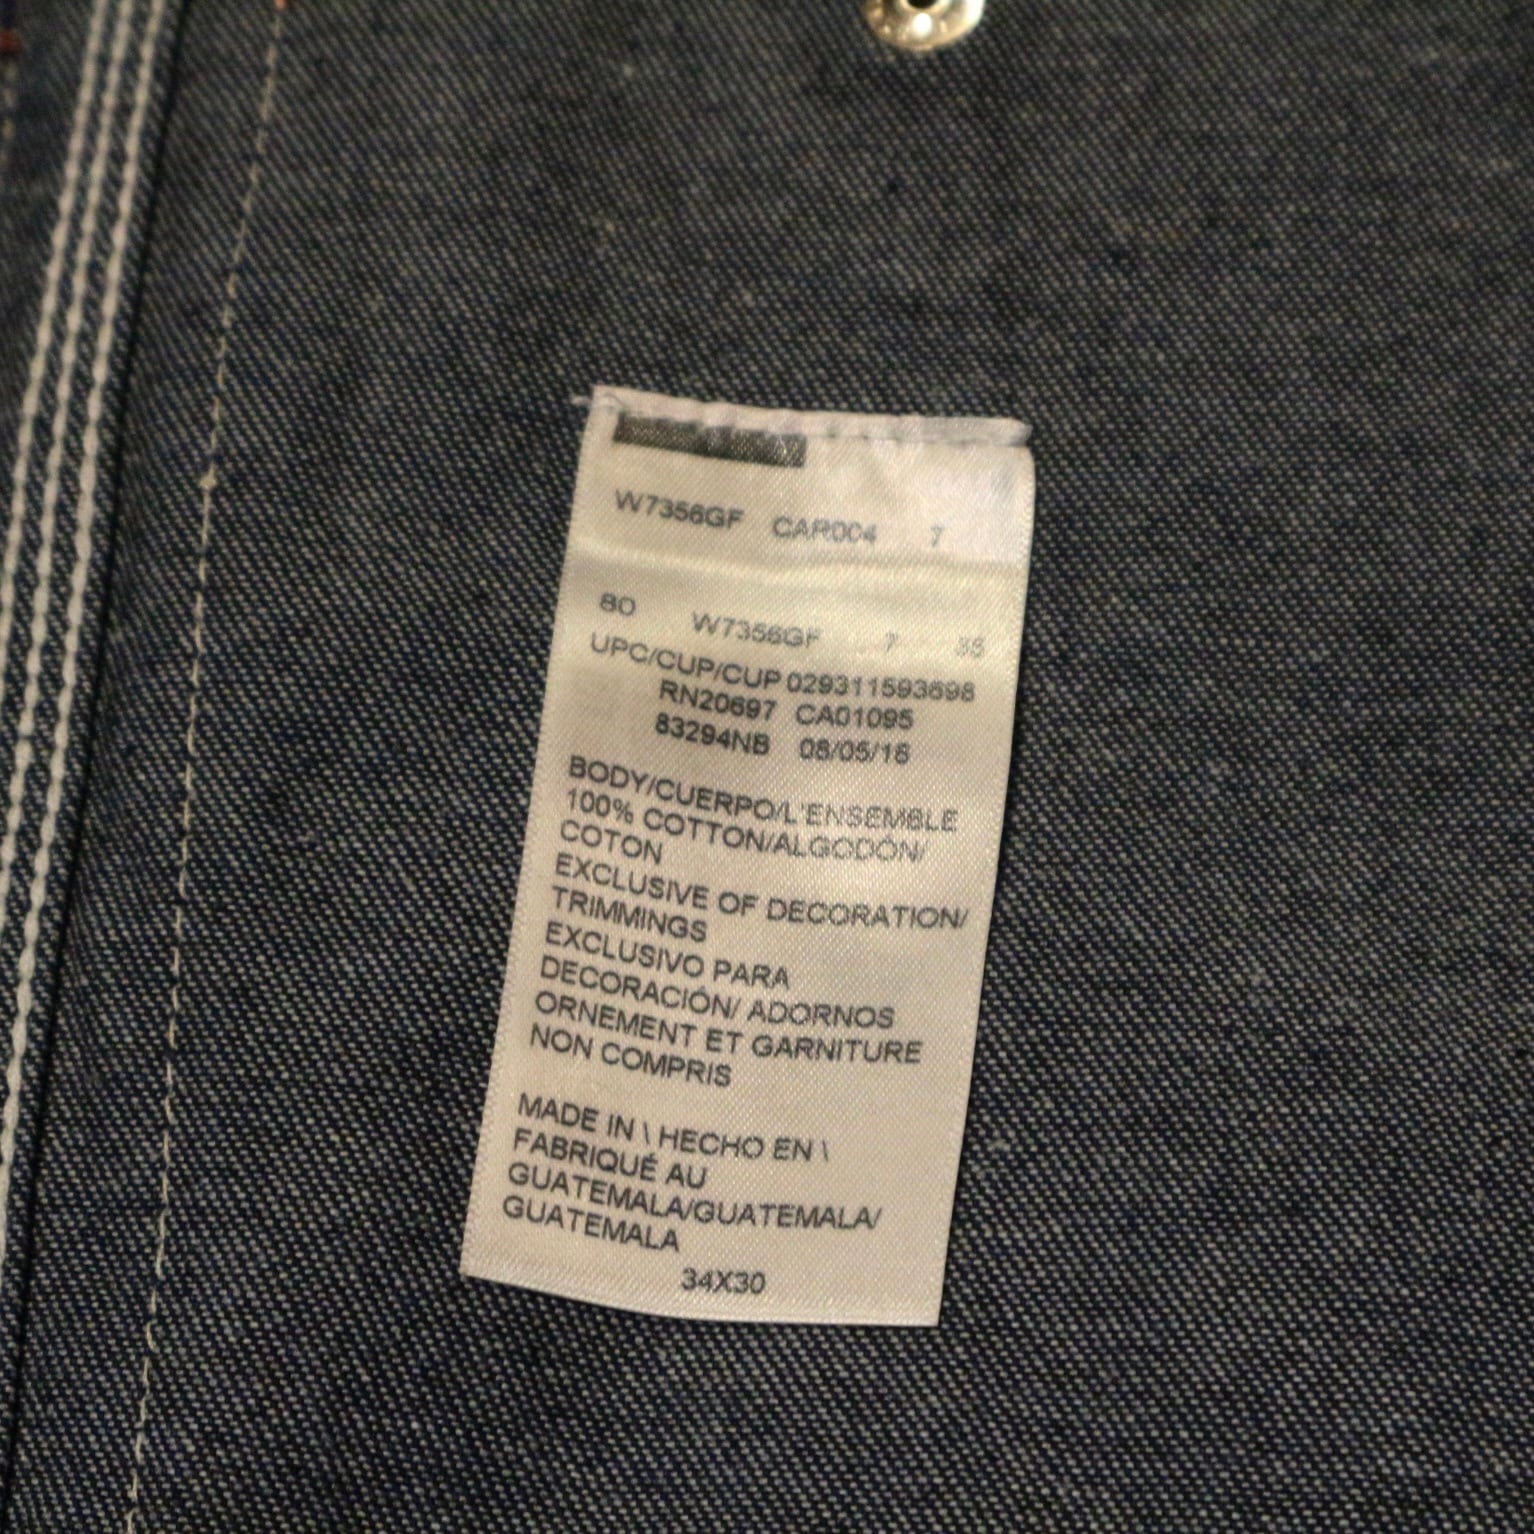 W7356GF CAR004 7
80 W7356GF 7 35
UPC/CUP/CUP 029311593698
RN20697 CA01095
83294NB 08/05/16
BODY/CUERPO/L'ENSEMBLE
100% COTTON/ALGODÓN/
COTON
EXCLUSIVE OF DECORATION/
TRIMMINGS
EXCLUSIVO PARA
DECORACIÓN/ ADORNOS
ORNEMENT ET GARNITURE
NON COMPRIS
MADE IN \ HECHO EN \
FABRIQUÉ AU
GUATEMALA/GUATEMALA/
GUATEMALA
34X30